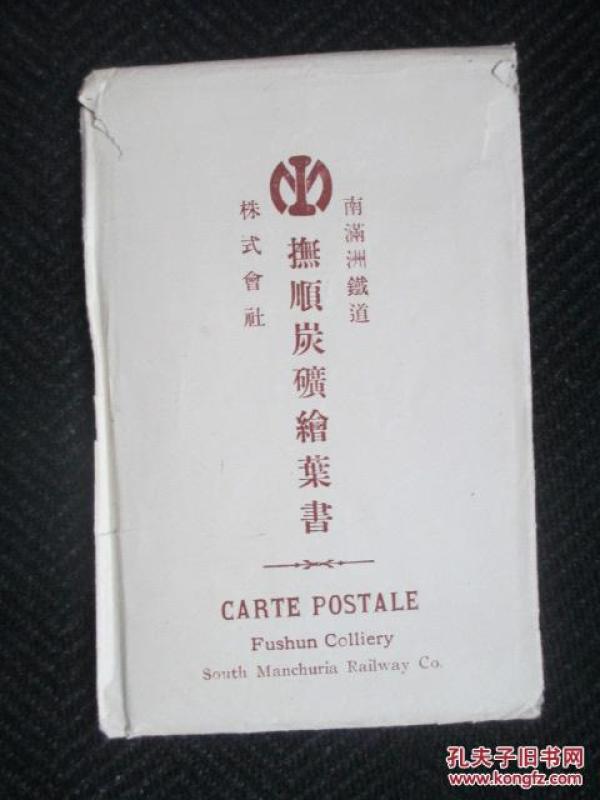 南滿洲鐵道
株式會社
撫順炭礦繪葉書
CARTE POSTALE
Fushun Colliery
South Manchuria Railway Co.
孔夫子旧书网
www.kongfz.com